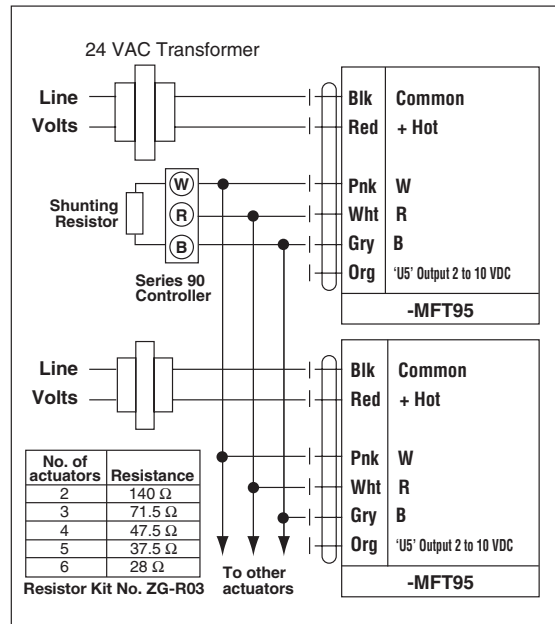 24 VAC Transformer
Line
Volts
Blk Common
Red + Hot
Pnk W
Wht R
Gry B
Org 'U5' Output 2 to 10 VDC
-MFT95
Shunting
Resistor
W
R
B
Series 90
Controller
Line
Volts
Blk Common
Red + Hot
Pnk W
Wht R
Gry B
Org 'U5' Output 2 to 10 VDC
-MFT95
No. of
actuators Resistance
2 140 Ω
3 71.5 Ω
4 47.5 Ω
5 37.5 Ω
6 28 Ω
Resistor Kit No. ZG-R03
To other
actuators